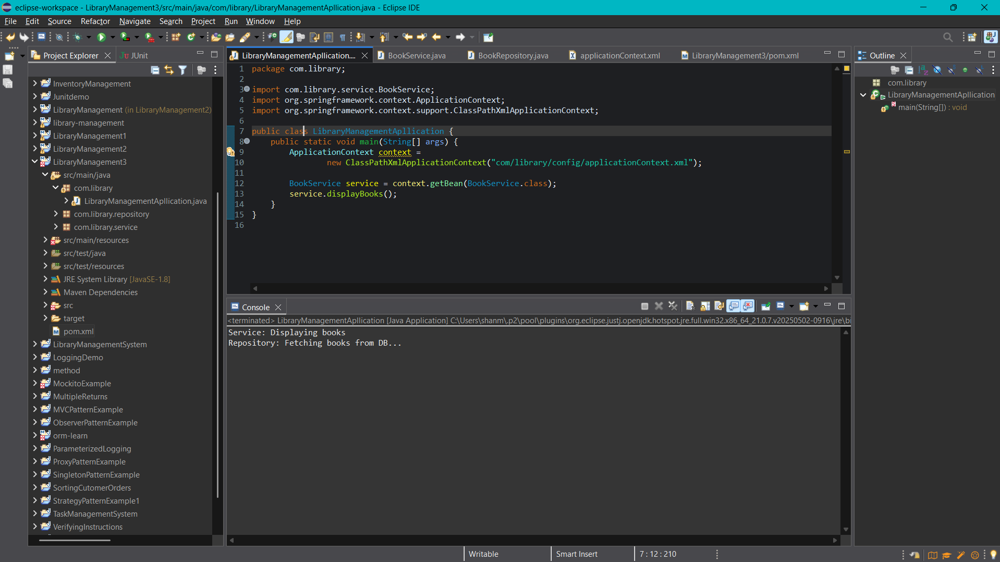 eclipse-workspace - LibraryManagement3/src/main/java/com/library/LibraryManagementApllication.java - Eclipse IDE
File Edit Source Refactor Navigate Search Project Run Window Help
Project Explorer
JUnit
InventoryManagement
Junitdemo
LibraryManagement (in LibraryManagement2)
library-management
LibraryManagement1
LibraryManagement2
LibraryManagement3
src/main/java
com.library
LibraryManagementApllication.java
com.library.repository
com.library.service
src/main/resources
src/test/java
src/test/resources
JRE System Library [JavaSE-1.8]
Maven Dependencies
src
target
pom.xml
LibraryManagementSystem
LoggingDemo
method
MockitoExample
MultipleReturns
MVCPatternExample
ObserverPatternExample
orm-learn
ParameterizedLogging
ProxyPatternExample
SingletonPatternExample
SortingCutomerOrders
StrategyPatternExample1
TaskManagementSystem
VerifyingInstructions
LibraryManagementApllication.... BookService.java BookRepository.java applicationContext.xml LibraryManagement3/pom.xml
1 package com.library;
2
3 import com.library.service.BookService;
4 import org.springframework.context.ApplicationContext;
5 import org.springframework.context.support.ClassPathXmlApplicationContext;
6
7 public class LibraryManagementApllication {
8 public static void main(String[] args) {
9 ApplicationContext context =
10 new ClassPathXmlApplicationContext("com/library/config/applicationContext.xml");
11
12 BookService service = context.getBean(BookService.class);
13 service.displayBooks();
14 }
15 }
16
Console
<terminated> LibraryManagementApllication [Java Application] C:\Users\shanm\.p2\pool\plugins\org.eclipse.justj.openjdk.hotspot.jre.full.win32.x86_64_21.0.7.v20250502-0916\jre\bi
Service: Displaying books
Repository: Fetching books from DB...
Outline
com.library
LibraryManagementApllication
main(String[]) : void
Writable
Smart Insert
7 : 12 : 210